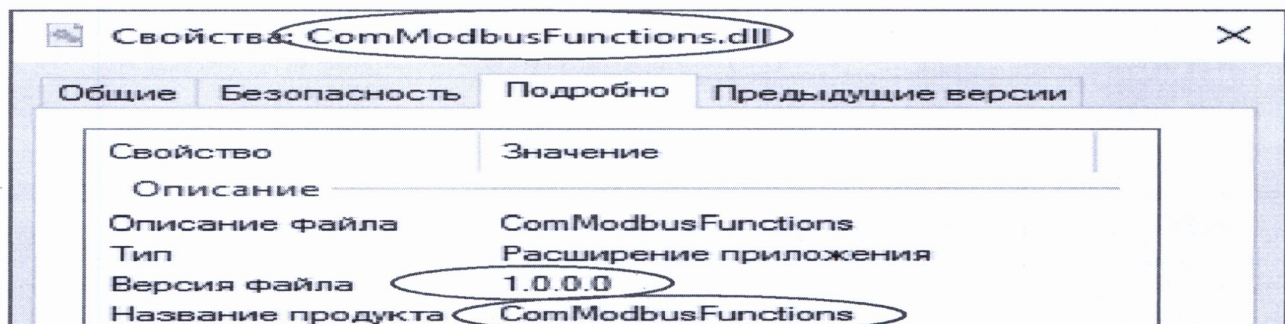 Свойства: ComModbusFunctions.dll
Общие Безопасность Подробно Предыдущие версии
Свойство Значение
Описание
Описание файла ComModbusFunctions
Тип Расширение приложения
Версия файла 1.0.0.0
Название продукта ComModbusFunctions